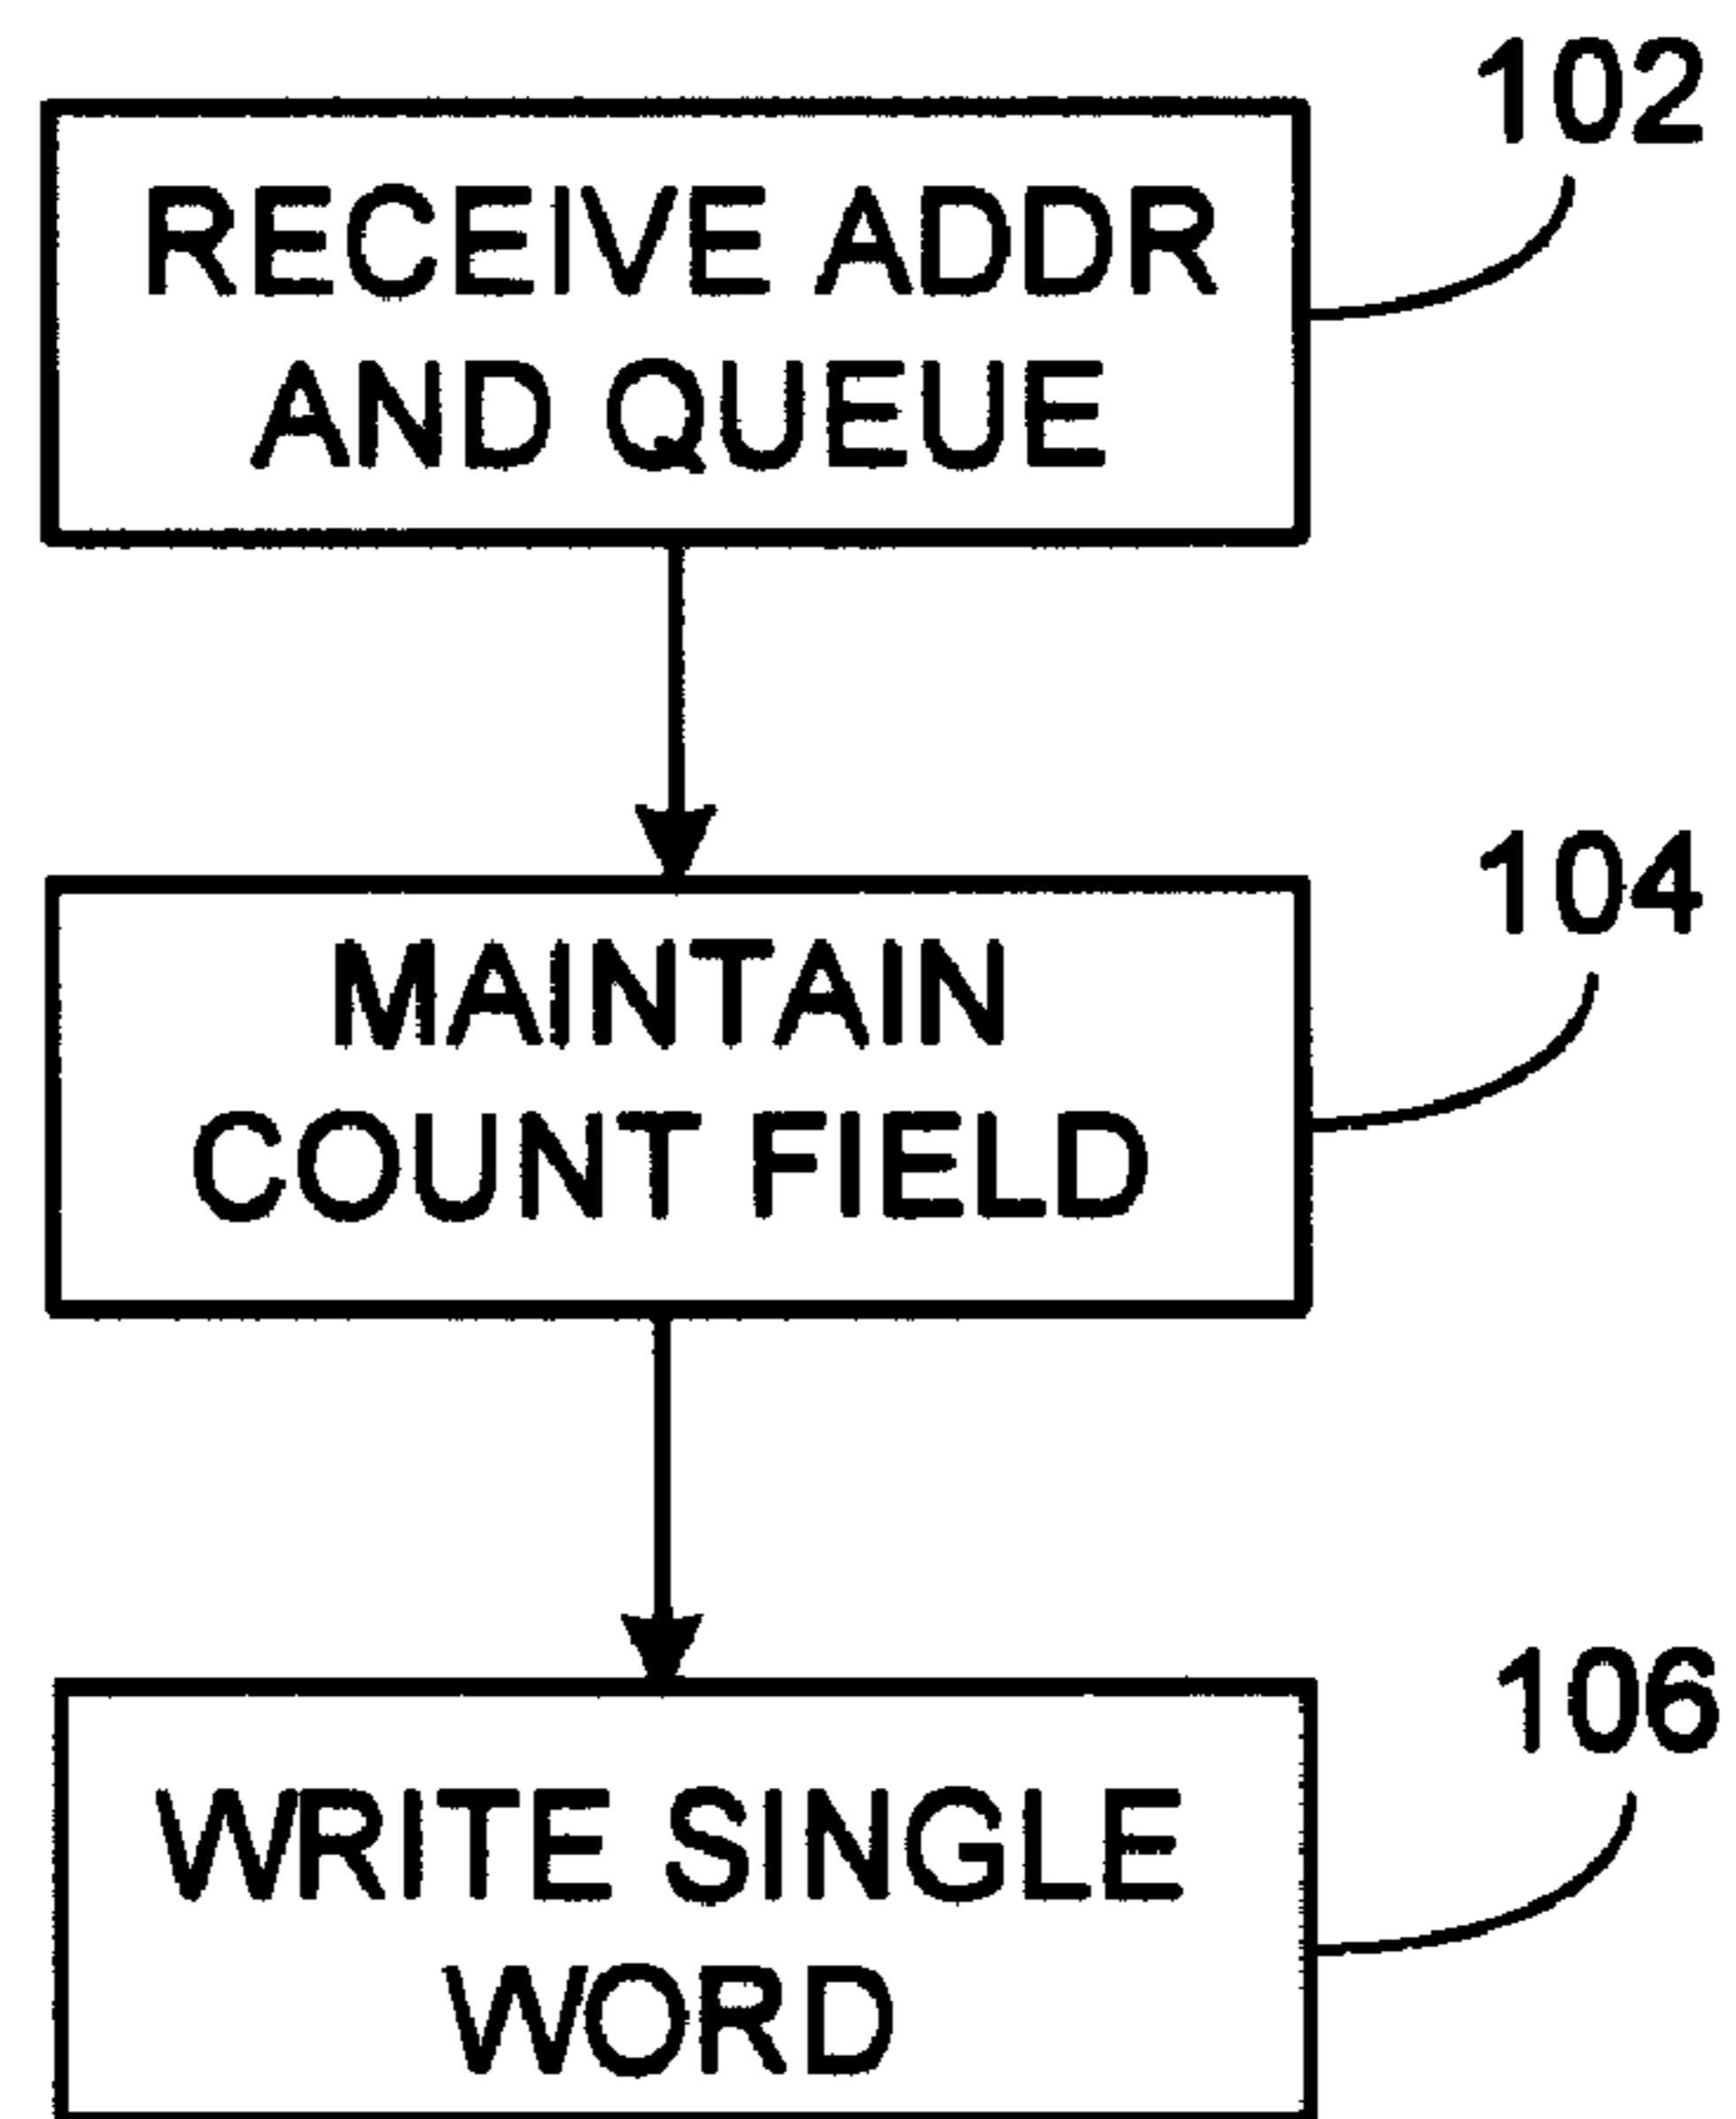 102
RECEIVE ADDR
AND QUEUE
104
MAINTAIN
COUNT FIELD
106
WRITE SINGLE
WORD